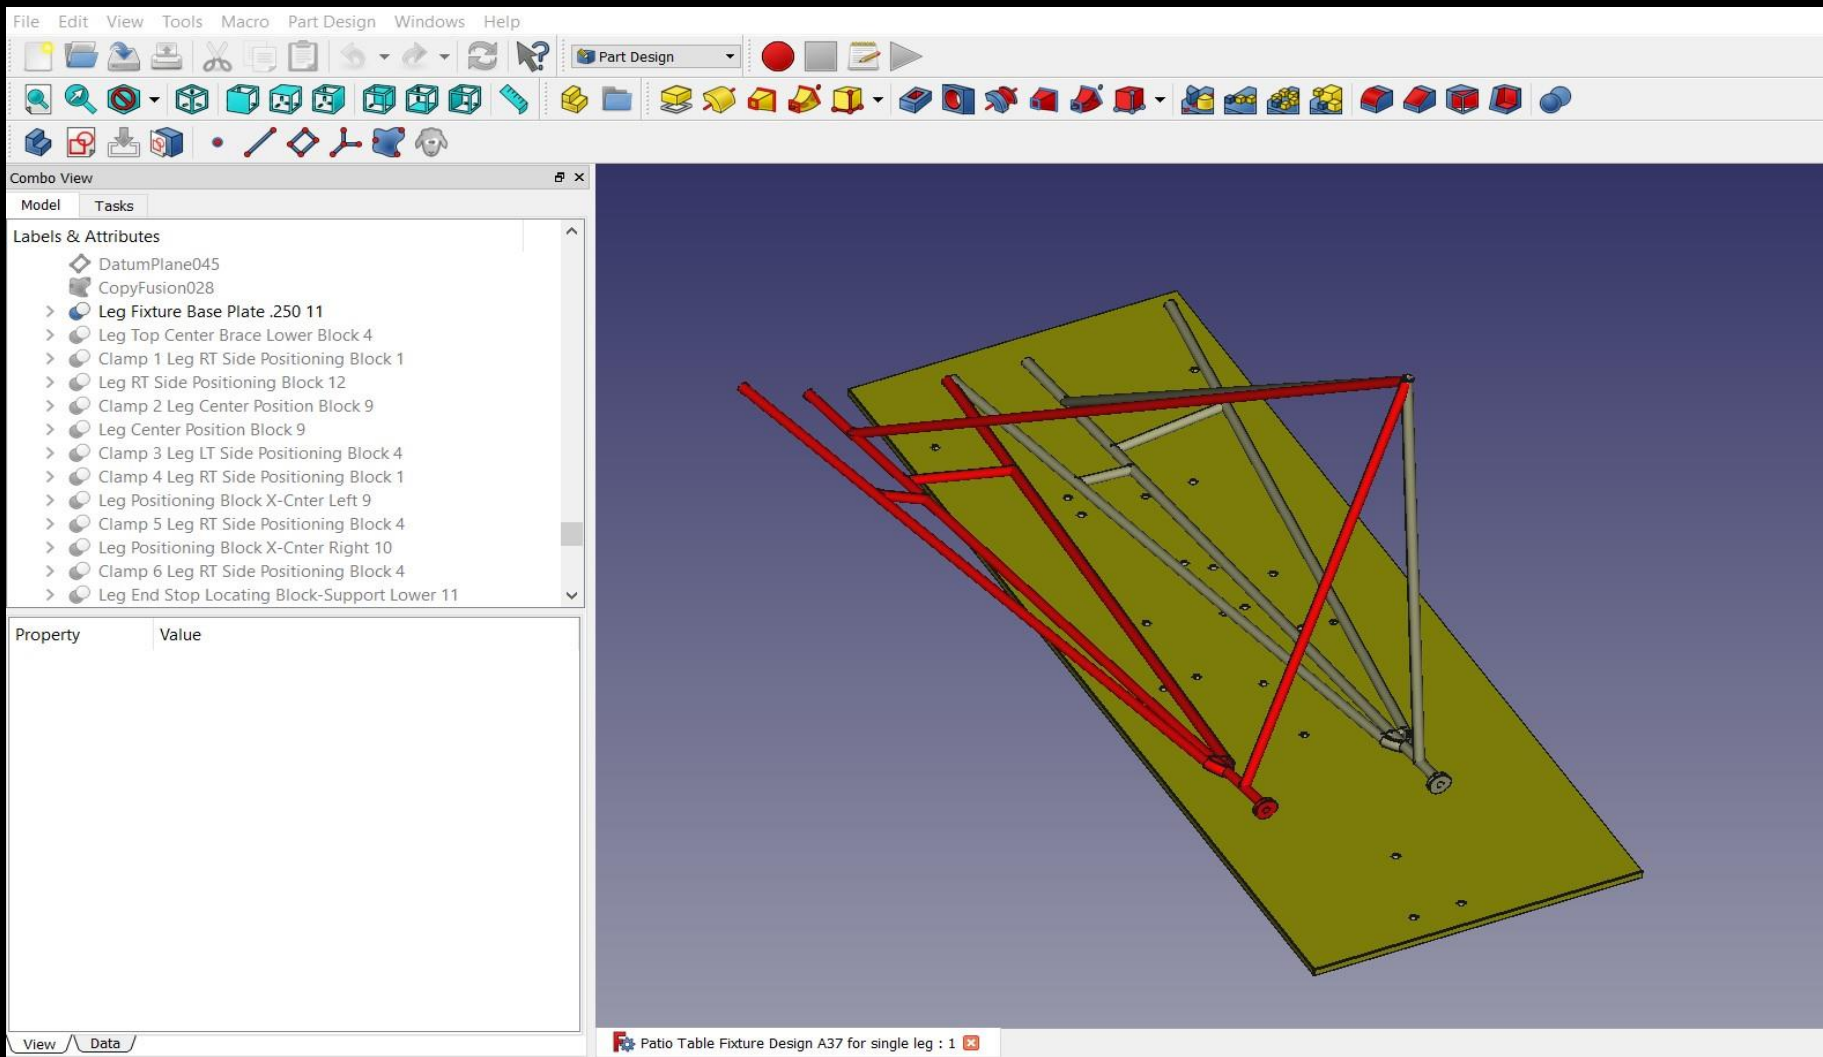 File Edit View Tools Macro Part Design Windows Help
Part Design
Combo View
Model Tasks
Labels & Attributes
DatumPlane045
CopyFusion028
Leg Fixture Base Plate .250 11
Leg Top Center Brace Lower Block 4
Clamp 1 Leg RT Side Positioning Block 1
Leg RT Side Positioning Block 12
Clamp 2 Leg Center Position Block 9
Leg Center Position Block 9
Clamp 3 Leg LT Side Positioning Block 4
Clamp 4 Leg RT Side Positioning Block 1
Leg Positioning Block X-Cnter Left 9
Clamp 5 Leg RT Side Positioning Block 4
Leg Positioning Block X-Cnter Right 10
Clamp 6 Leg RT Side Positioning Block 4
Leg End Stop Locating Block-Support Lower 11
Property Value
View Data
Patio Table Fixture Design A37 for single leg : 1